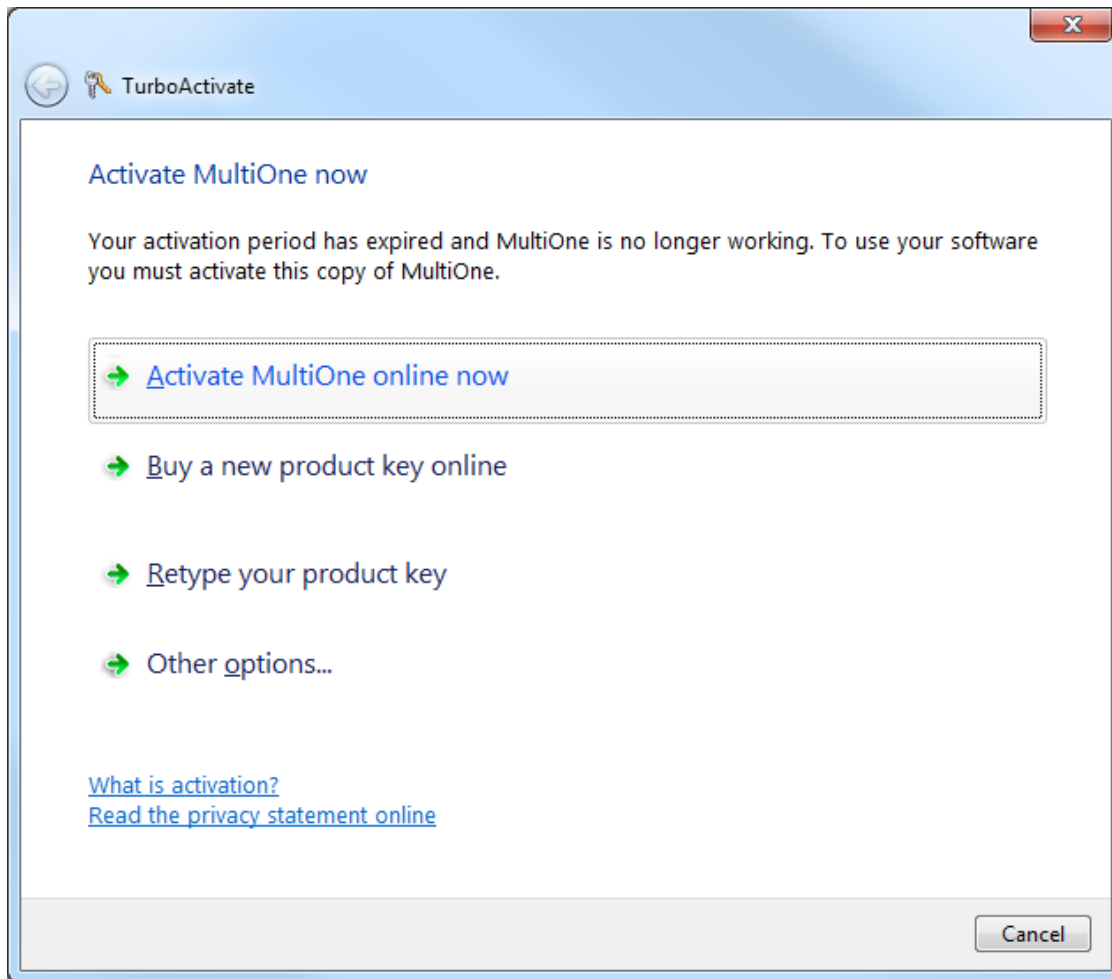 TurboActivate
Activate MultiOne now
Your activation period has expired and MultiOne is no longer working. To use your software
you must activate this copy of MultiOne.
Activate MultiOne online now
Buy a new product key online
Retype your product key
Other options...
What is activation?
Read the privacy statement online
Cancel